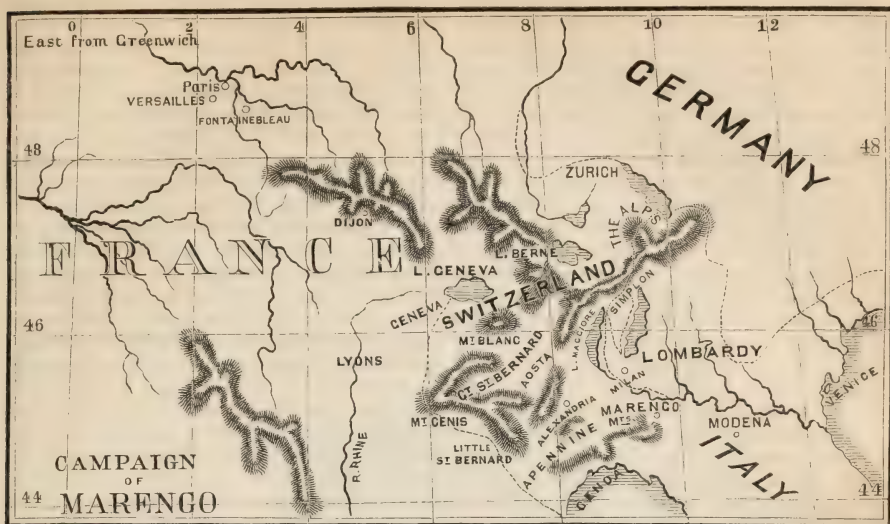 0 2 4 6 8 10 12
East from Greenwich
Paris
VERSAILLES
FONTAINEBLEAU
GERMANY
48 48
ZURICH
DIJON
THE ALPS
FRANCE
L. BERNE
L. GENEVA
SWITZERLAND
GENEVA
SIMPLON
46 46
MT BLANC
L. MAGGIORE
LYONS
LOMBARDY
GT ST BERNARD
AOSTA
MILAN
VENICE
MT CENIS
ALEXANDRIA
MARENGO
MTS.
MODENA
LITTLE
ST BERNARD
APENNINE
R. RHINE
ITALY
CAMPAIGN
OF
MARENGO
GENOA
44 44